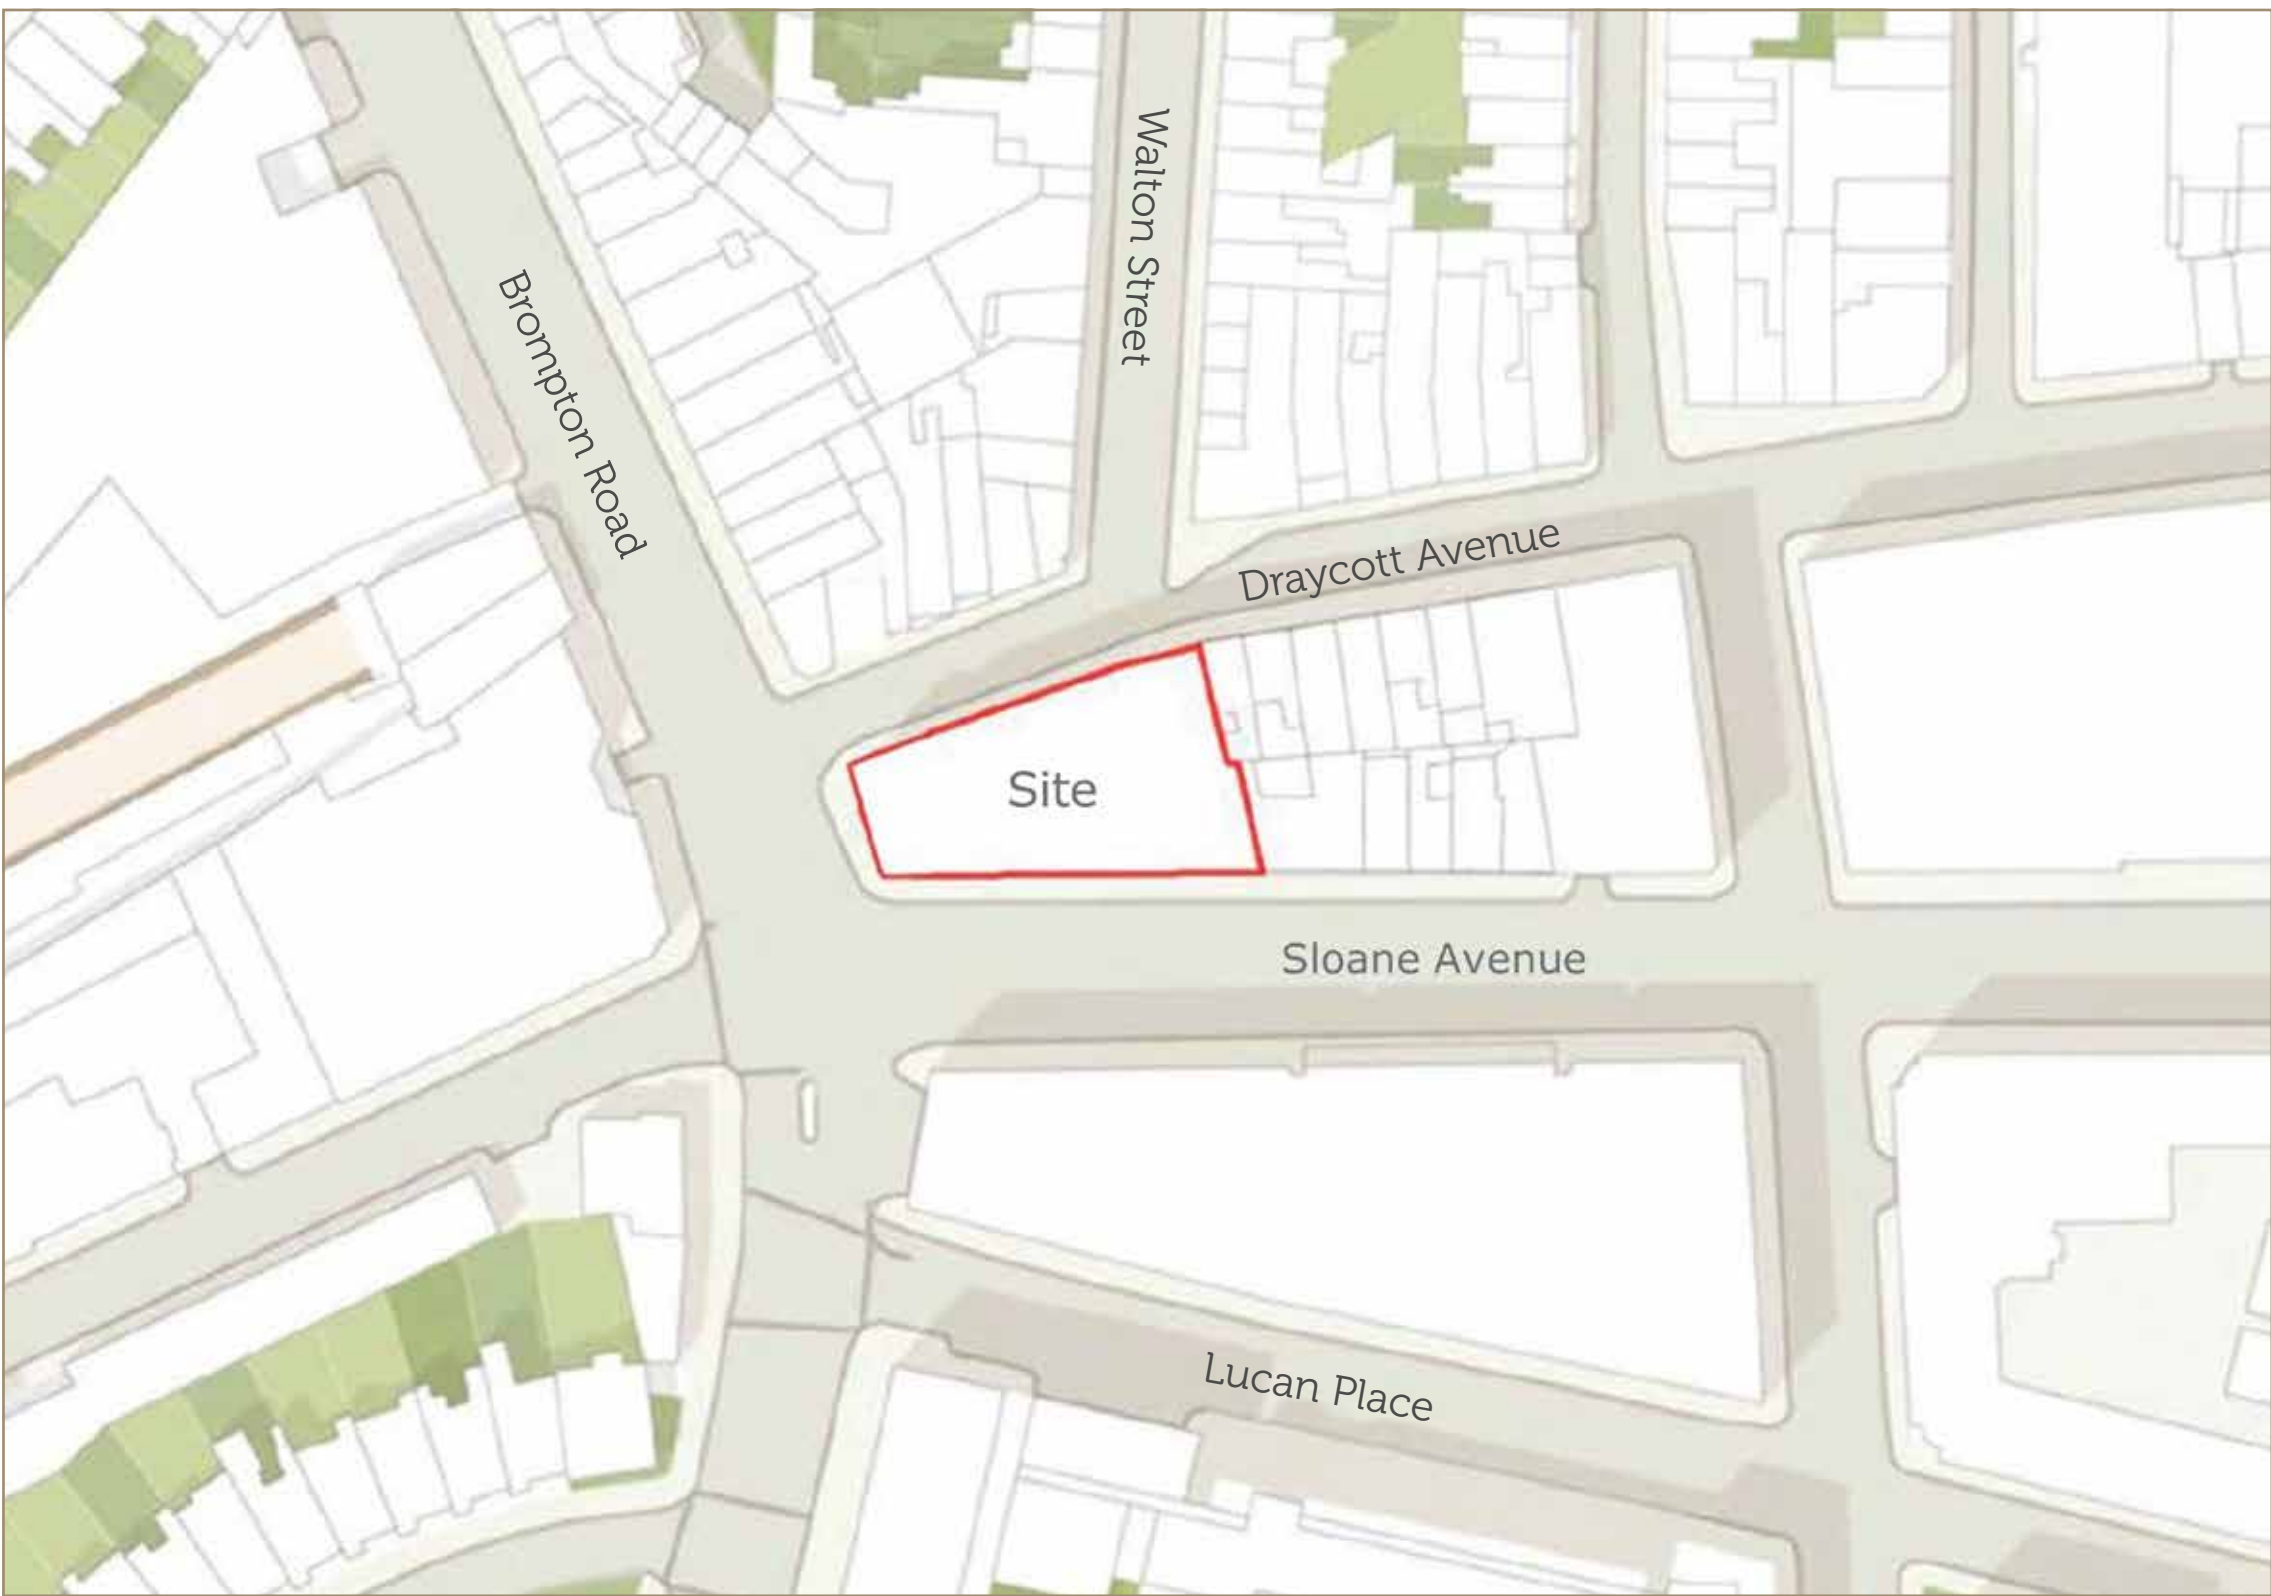 Walton Street
Brompton Road
Draycott Avenue
Site
Sloane Avenue
Lucan Place